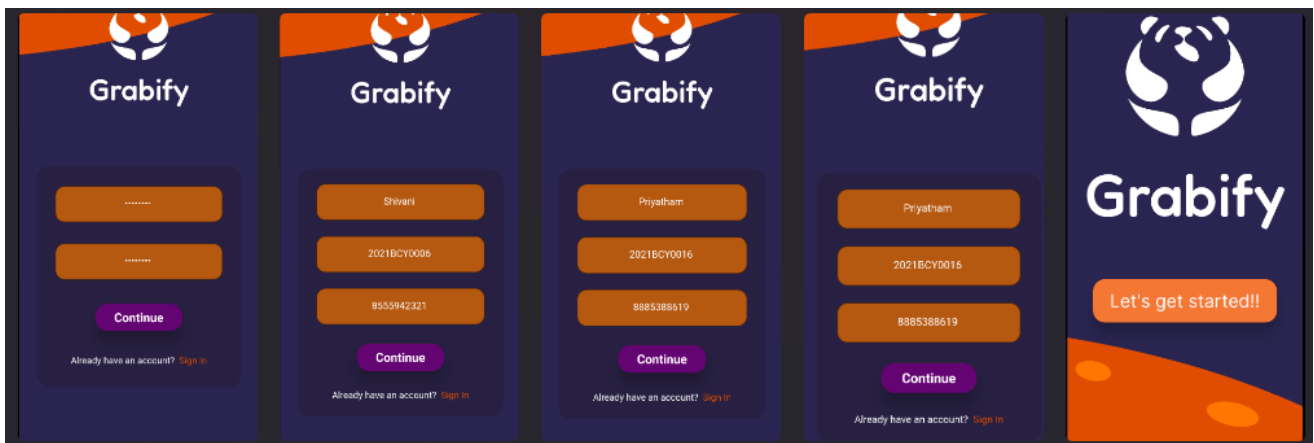 Grabify
········
········
Continue
Already have an account? Sign In
Grabify
Shivani
2021BCY0006
8555942321
Continue
Already have an account? Sign In
Grabify
Priyatham
2021BCY0016
8885388619
Continue
Already have an account? Sign In
Grabify
Priyatham
2021BCY0016
8885388619
Continue
Already have an account? Sign In
Grabify
Let's get started!!